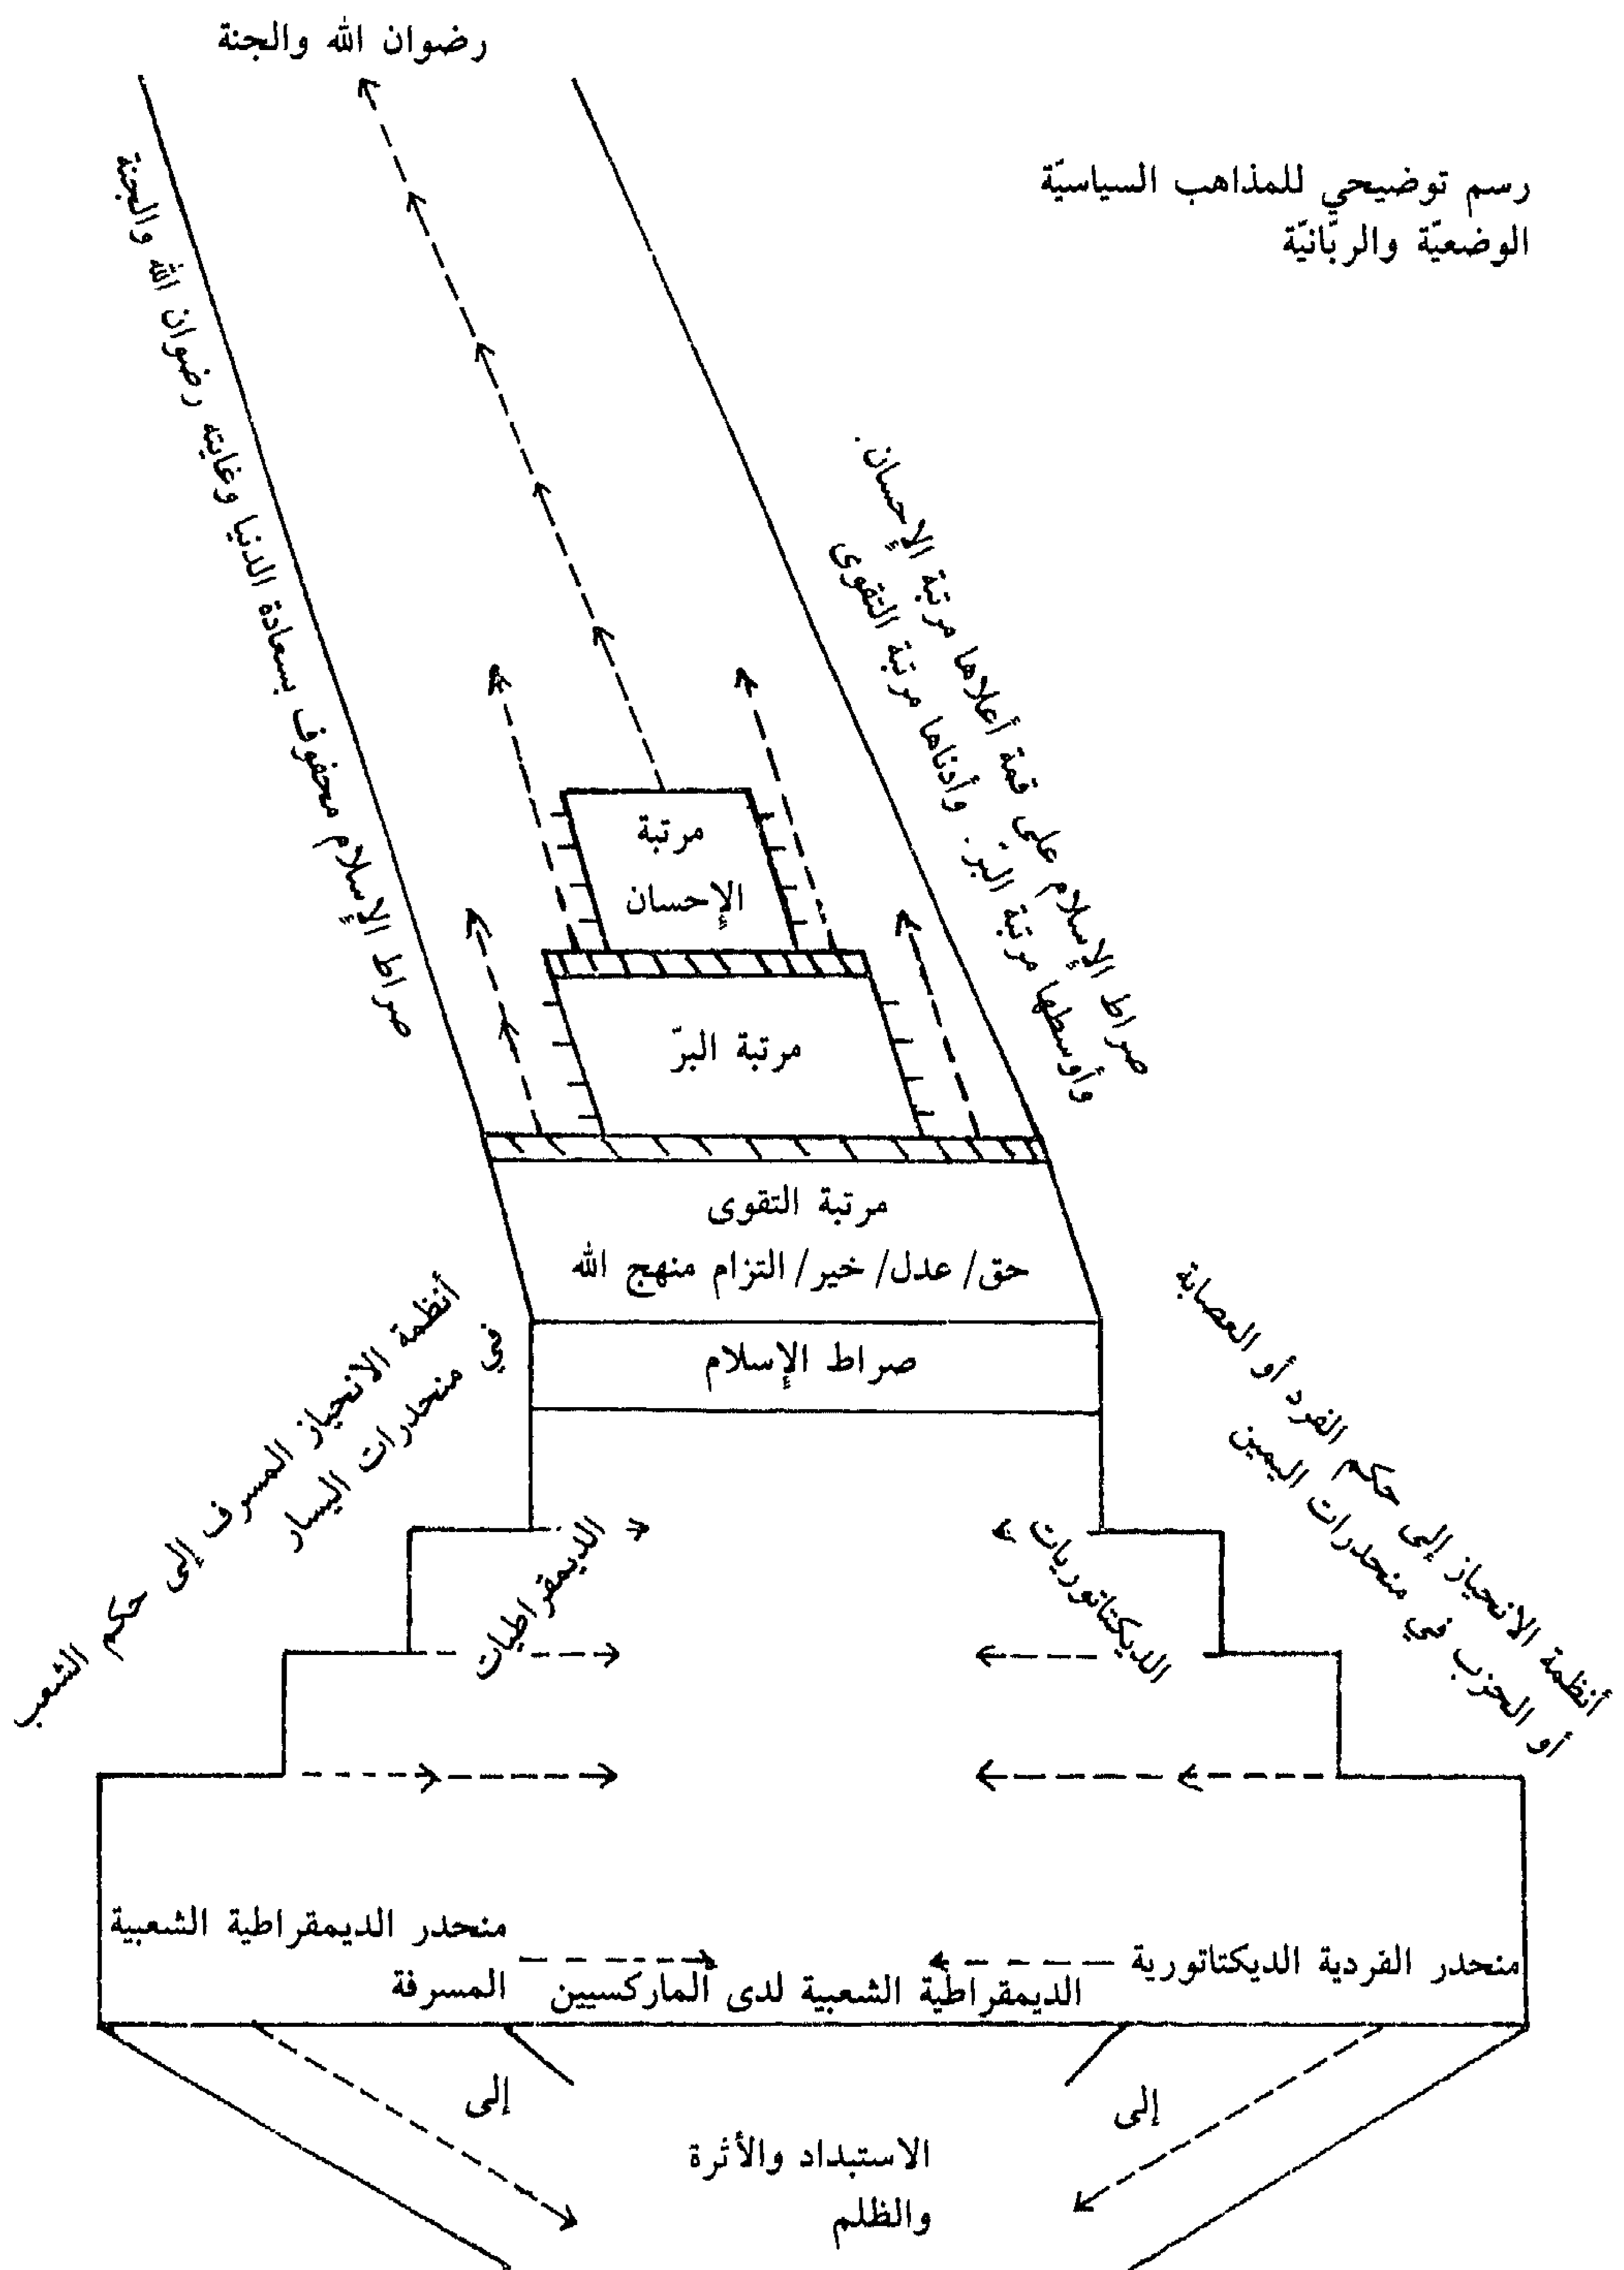 رضوان الله والجنة
رسم توضيحي للمذاهب السياسيّة
الوضعيّة والربّانيّة
صراط الإسلام محفوف بسعادة الدنيا وغايته رضوان الله والجنة
صراط الإسلام على قمة أعلاها مرتبة الإحسان.
وأوسطها مرتبة البرّ. وأدناها مرتبة التقوى
مرتبة
الإحسان
مرتبة البرّ
مرتبة التقوى
حق/ عدل/ خير/ التزام منهج الله
صراط الإسلام
أنظمة الانحياز إلى حكم الفرد أو العصابة
أو الحزب في منحدرات اليمين
أنظمة الانحياز المسرف إلى حكم الشعب
في منحدرات اليسار
الديكتاتوريات
الديمقراطيات
منحدر الفردية الديكتاتورية
منحدر الديمقراطية الشعبية
المسرفة
الديمقراطية الشعبية لدى الماركسيين
إلى
إلى
الاستبداد والأثرة
والظلم